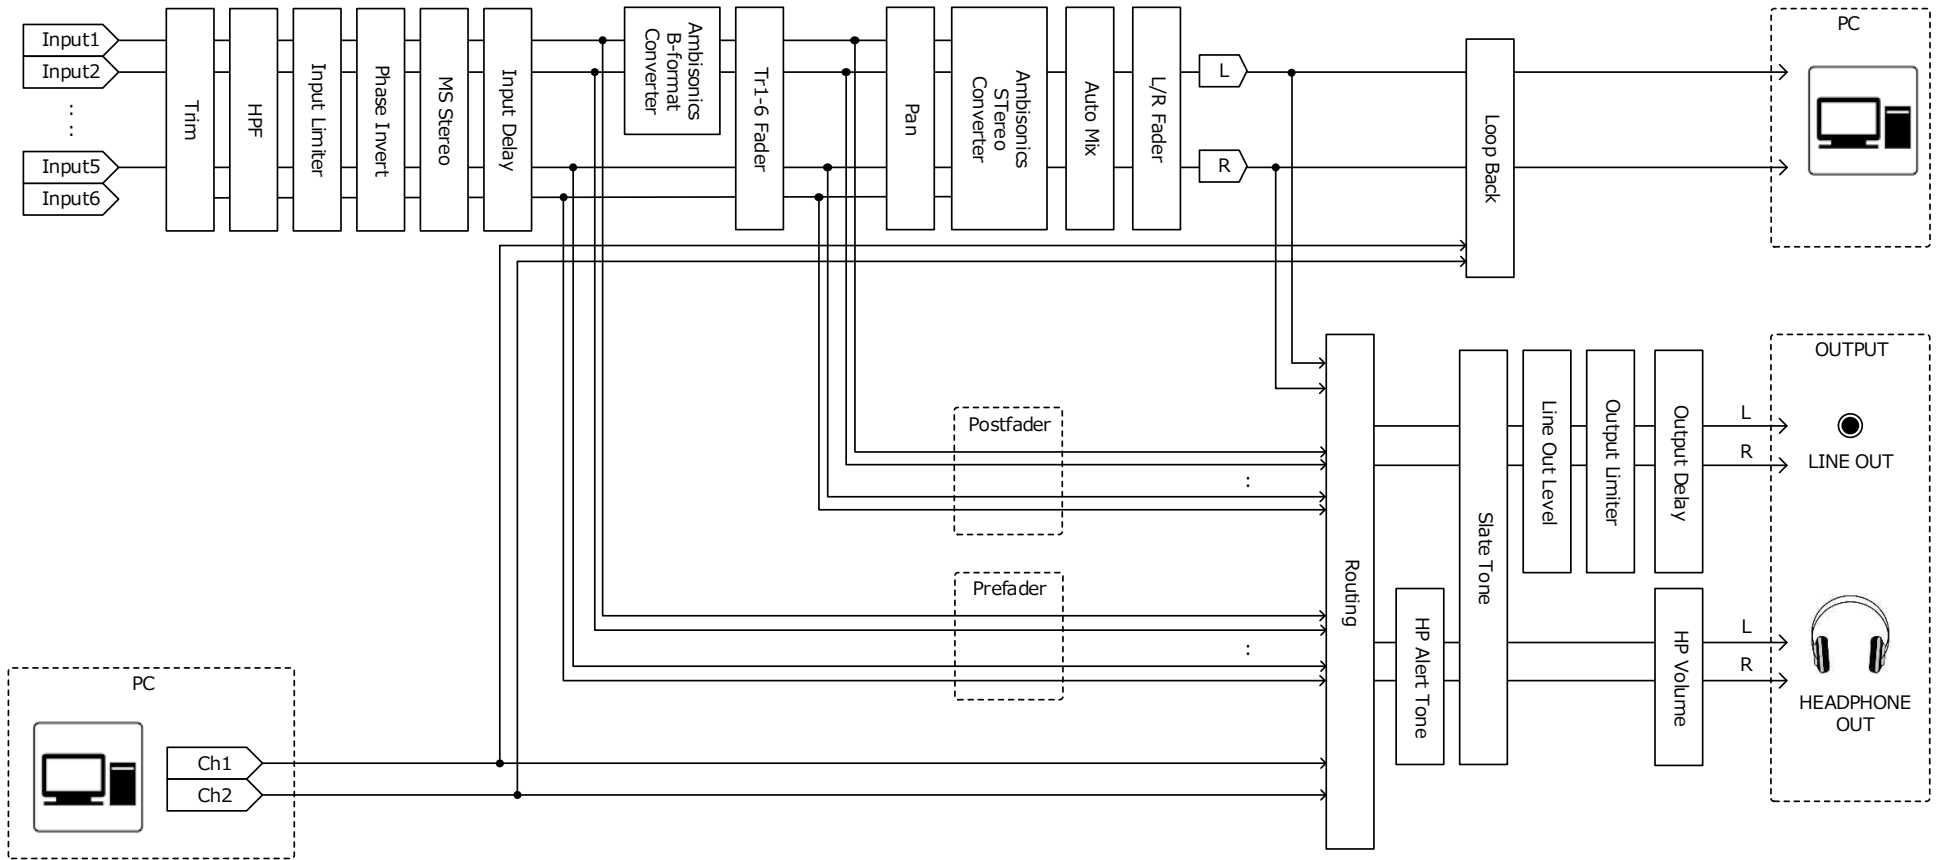 Input1
Input2
:
:
Input5
Input6
Trim
HPF
Input Limiter
Phase Invert
MS Stereo
Input Delay
Ambisonics
B-format
Converter
Tr1-6 Fader
Pan
Ambisonics
STereo
Converter
Auto Mix
L/R Fader
L
R
Loop Back
PC
Postfader
:
Prefader
:
PC
Ch1
Ch2
Routing
HP Alert Tone
Slate Tone
Line Out Level
Output Limiter
Output Delay
HP Volume
L
R
L
R
OUTPUT
LINE OUT
HEADPHONE
OUT